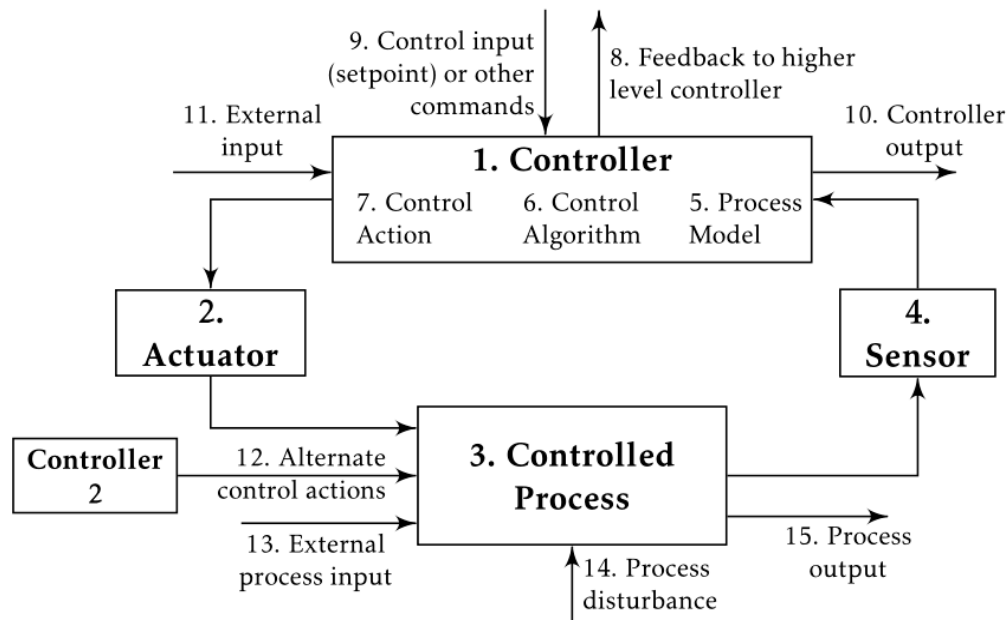 9. Control input
(setpoint) or other
commands
8. Feedback to higher
level controller
11. External
input
10. Controller
output
1. Controller
7. Control
Action
6. Control
Algorithm
5. Process
Model
2.
Actuator
4.
Sensor
Controller
2
12. Alternate
control actions
3. Controlled
Process
13. External
process input
14. Process
disturbance
15. Process
output